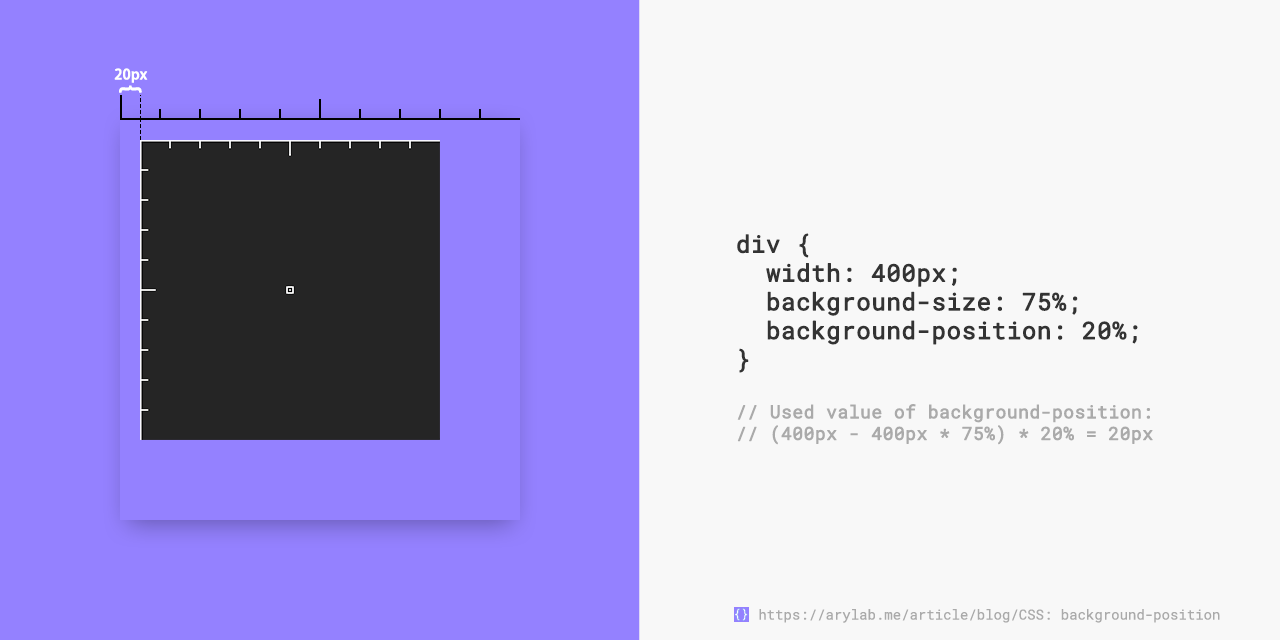 20px
div {
  width: 400px;
  background-size: 75%;
  background-position: 20%;
}
// Used value of background-position:
// (400px - 400px * 75%) * 20% = 20px
{} https://arylab.me/article/blog/CSS: background-position